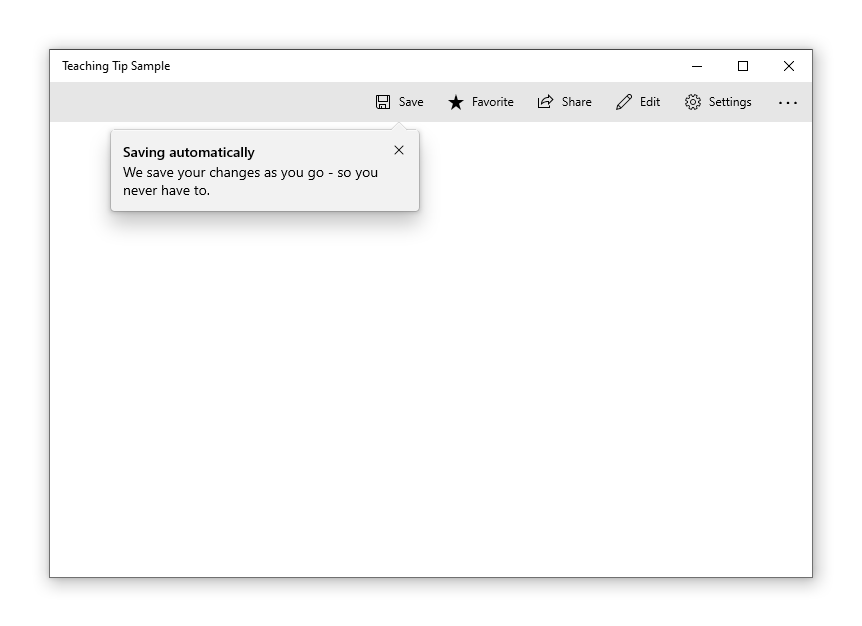 Teaching Tip Sample
Save Favorite Share Edit Settings ...
Saving automatically
We save your changes as you go - so you
never have to.